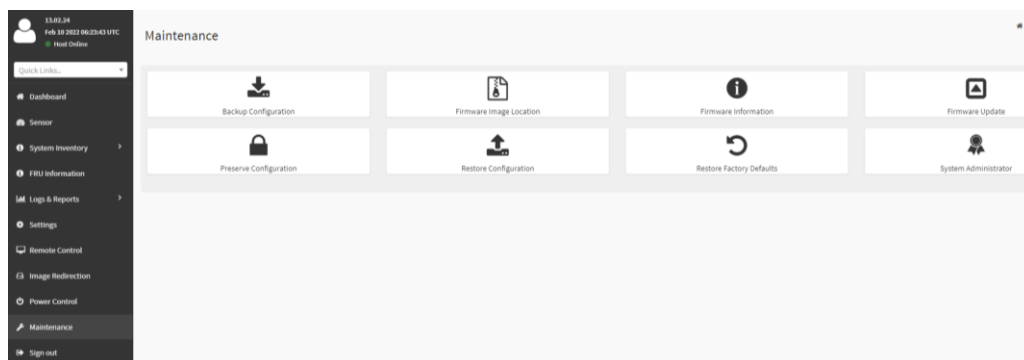 13.02.34
Feb 10 2022 06:23:43 UTC
Host Online
Quick Links..
Dashboard
Sensor
System Inventory
FRU Information
Logs & Reports
Settings
Remote Control
Image Redirection
Power Control
Maintenance
Sign out
Maintenance
Backup Configuration
Firmware Image Location
Firmware Information
Firmware Update
Preserve Configuration
Restore Configuration
Restore Factory Defaults
System Administrator